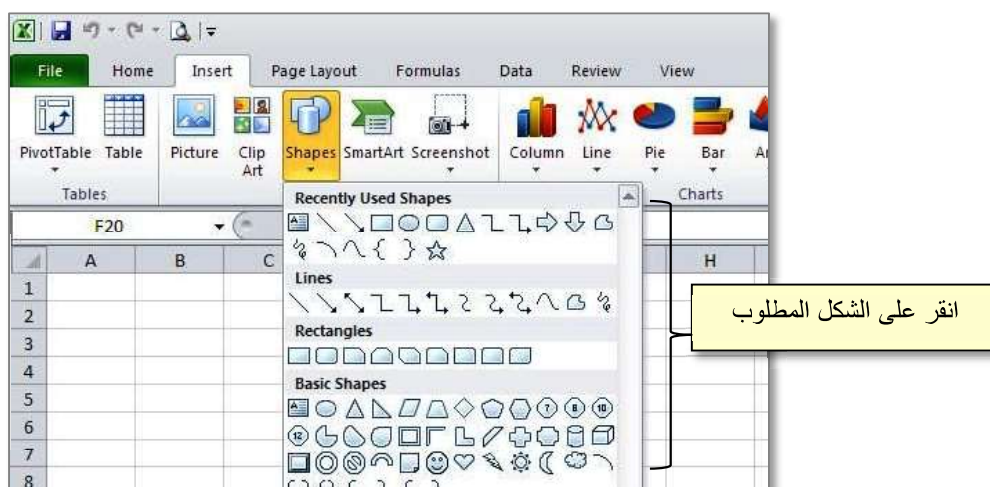 File Home Insert Page Layout Formulas Data Review View
PivotTable Table Picture Clip Art Shapes SmartArt Screenshot Column Line Pie Bar
Tables Charts
F20
Recently Used Shapes
A B C H
Lines
1
2
Rectangles
3
4
Basic Shapes
5
6
7
8
انقر على الشكل المطلوب